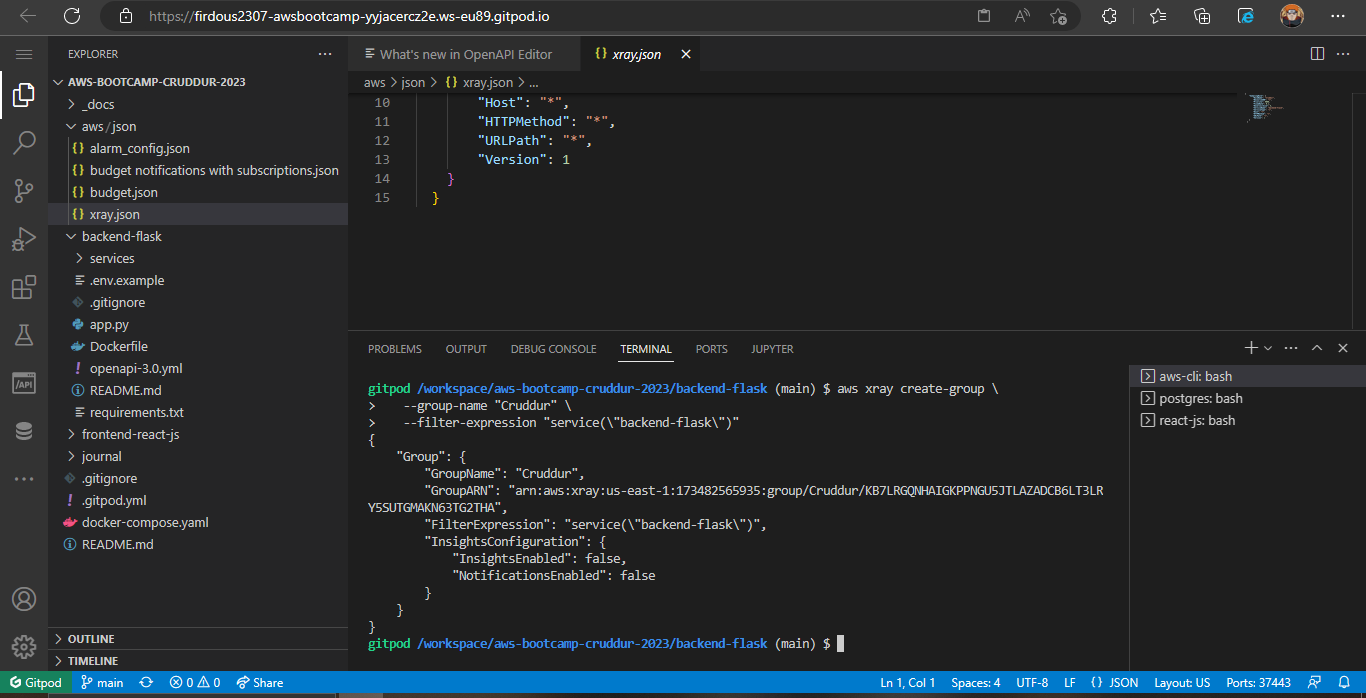 https://firdous2307-awsbootcamp-yyjacercz2e.ws-eu89.gitpod.io
EXPLORER
AWS-BOOTCAMP-CRUDDUR-2023
_docs
aws/json
alarm_config.json
budget notifications with subscriptions.json
budget.json
xray.json
backend-flask
services
.env.example
.gitignore
app.py
Dockerfile
openapi-3.0.yml
README.md
requirements.txt
frontend-react-js
journal
.gitignore
.gitpod.yml
docker-compose.yaml
README.md
OUTLINE
TIMELINE
What's new in OpenAPI Editor
{} xray.json
aws > json > {} xray.json > ...
10 "Host": "*",
11 "HTTPMethod": "*",
12 "URLPath": "*",
13 "Version": 1
14 }
15 }
PROBLEMS OUTPUT DEBUG CONSOLE TERMINAL PORTS JUPYTER
gitpod /workspace/aws-bootcamp-cruddur-2023/backend-flask (main) $ aws xray create-group \
> --group-name "Cruddur" \
> --filter-expression "service(\"backend-flask\")"
{
"Group": {
"GroupName": "Cruddur",
"GroupARN": "arn:aws:xray:us-east-1:173482565935:group/Cruddur/KB7LRGQNHAIGKPPNGU5JTLAZADCB6LT3LR
Y5SUTGMAKN63TG2THA",
"FilterExpression": "service(\"backend-flask\")",
"InsightsConfiguration": {
"InsightsEnabled": false,
"NotificationsEnabled": false
}
}
}
gitpod /workspace/aws-bootcamp-cruddur-2023/backend-flask (main) $
aws-cli: bash
postgres: bash
react-js: bash
Gitpod main 0 0 Share Ln 1, Col 1 Spaces: 4 UTF-8 LF {} JSON Layout: US Ports: 37443